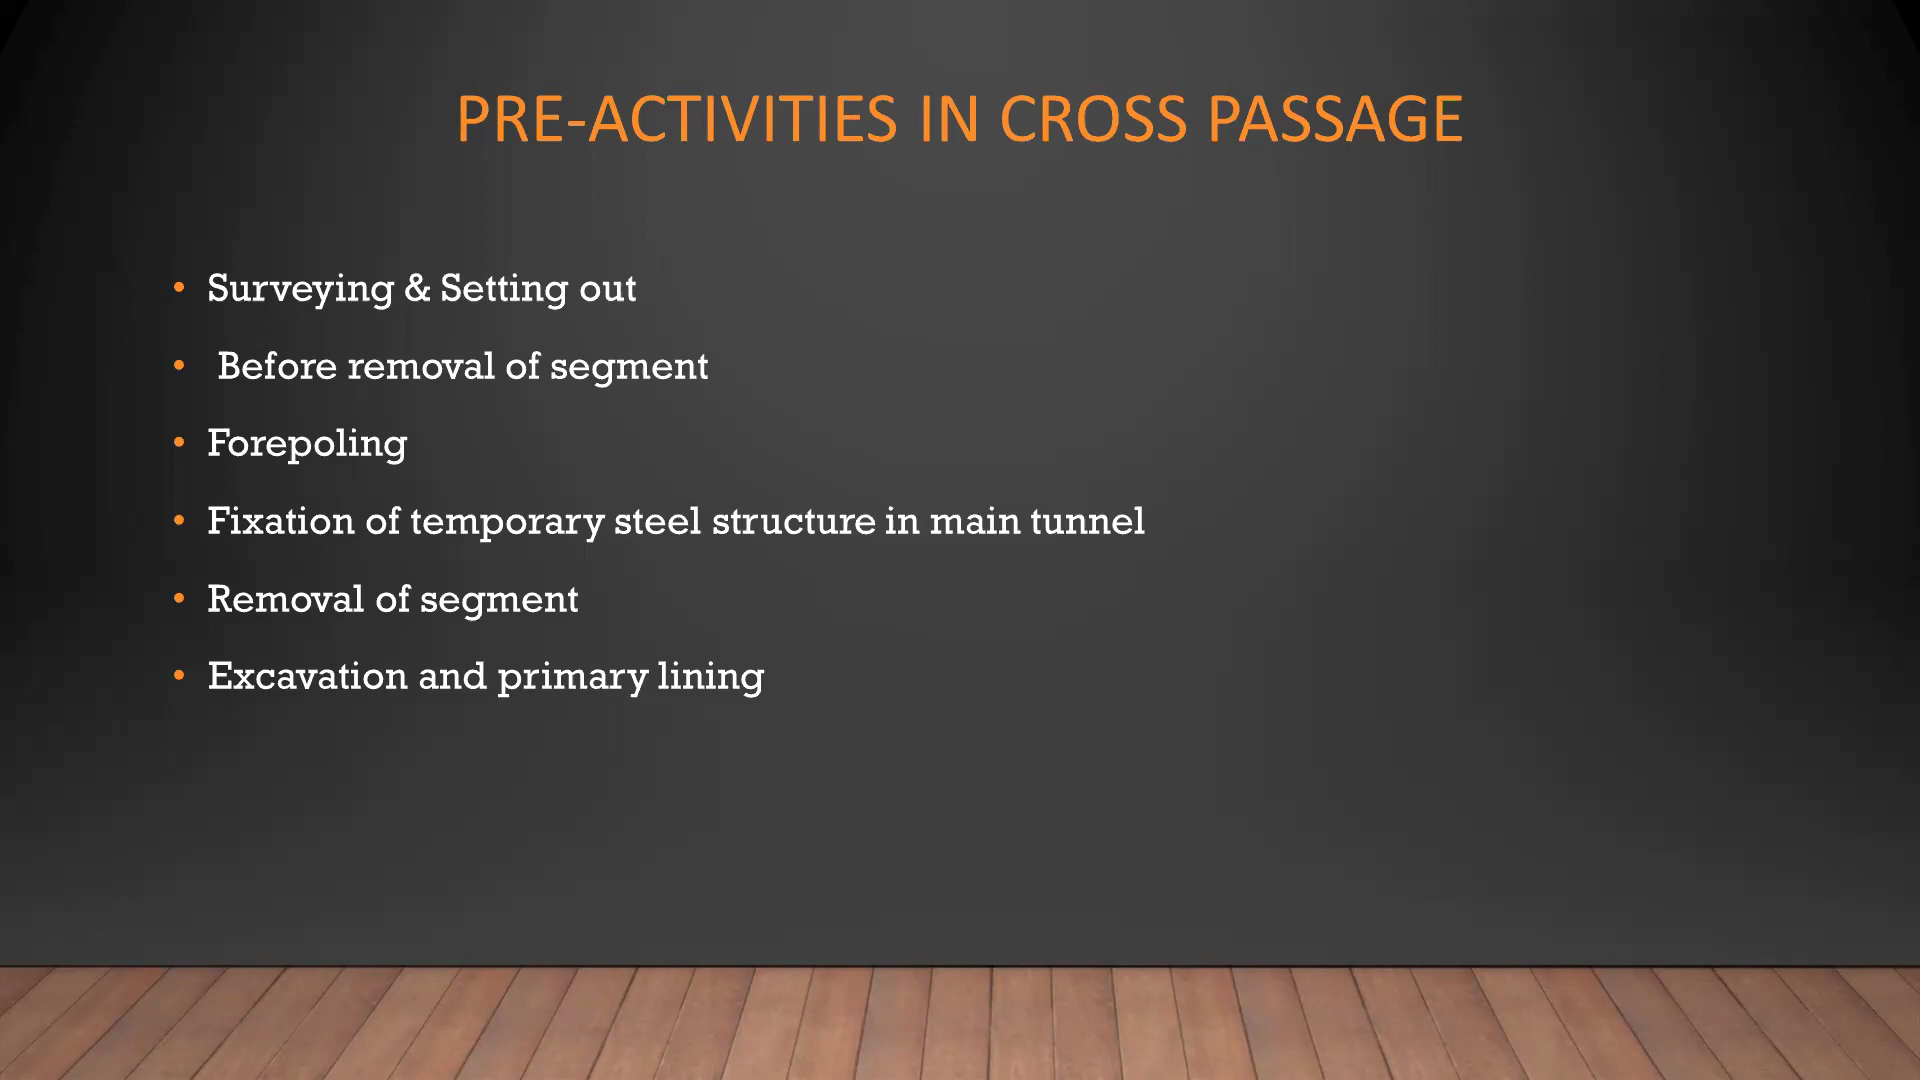 PRE-ACTIVITIES IN CROSS PASSAGE
• Surveying & Setting out
• Before removal of segment
• Forepoling
• Fixation of temporary steel structure in main tunnel
• Removal of segment
• Excavation and primary lining